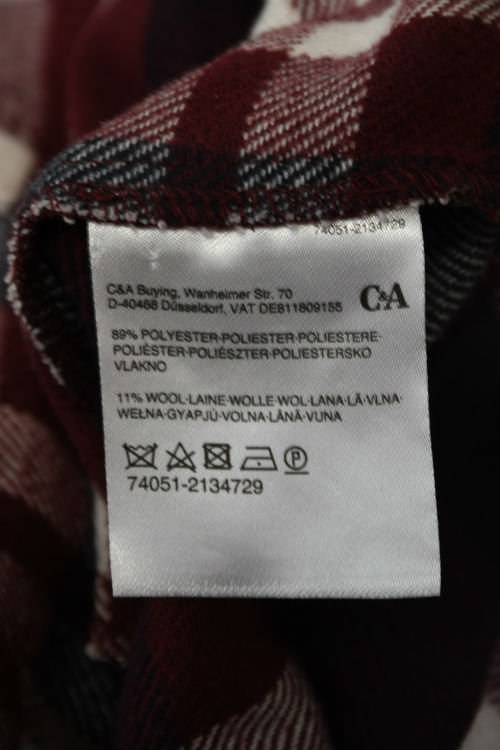 74051-2134729
C&A Buying, Wanheimer Str. 70
D-40468 Düsseldorf, VAT DE811809155
C&A
89% POLYESTER·POLIESTER·POLIESTERE·
POLIÉSTER·POLIÉSZTER·POLIESTERSKO
VLAKNO
11% WOOL·LAINE·WOLLE·WOL·LANA·LÃ·VLNA·
WEŁNA·GYAPJÚ·VOLNA·LÂNĂ·VUNA
P
74051-2134729